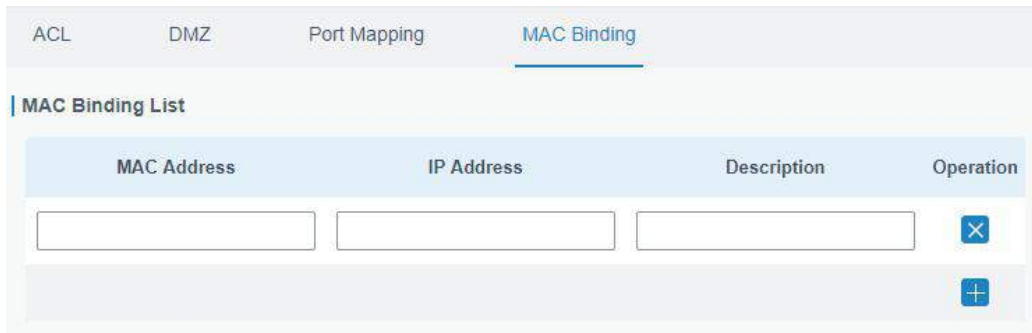 ACL DMZ Port Mapping MAC Binding
MAC Binding List
MAC Address IP Address Description Operation